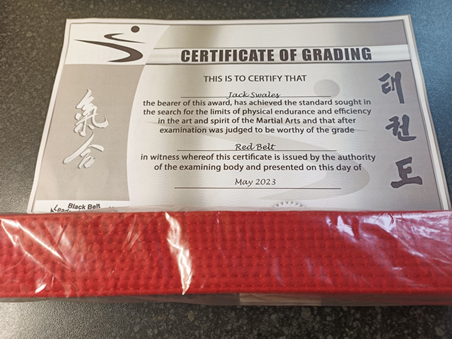 CERTIFICATE OF GRADING
THIS IS TO CERTIFY THAT
Jack Swales
the bearer of this award, has achieved the standard sought in
the search for the limits of physical endurance and efficiency
in the art and spirit of the Martial Arts and that after
examination was judged to be worthy of the grade
Red Belt
in witness whereof this certificate is issued by the authority
of the examining body and presented on this day of
May 2023
氣合
태권도
Black Belt